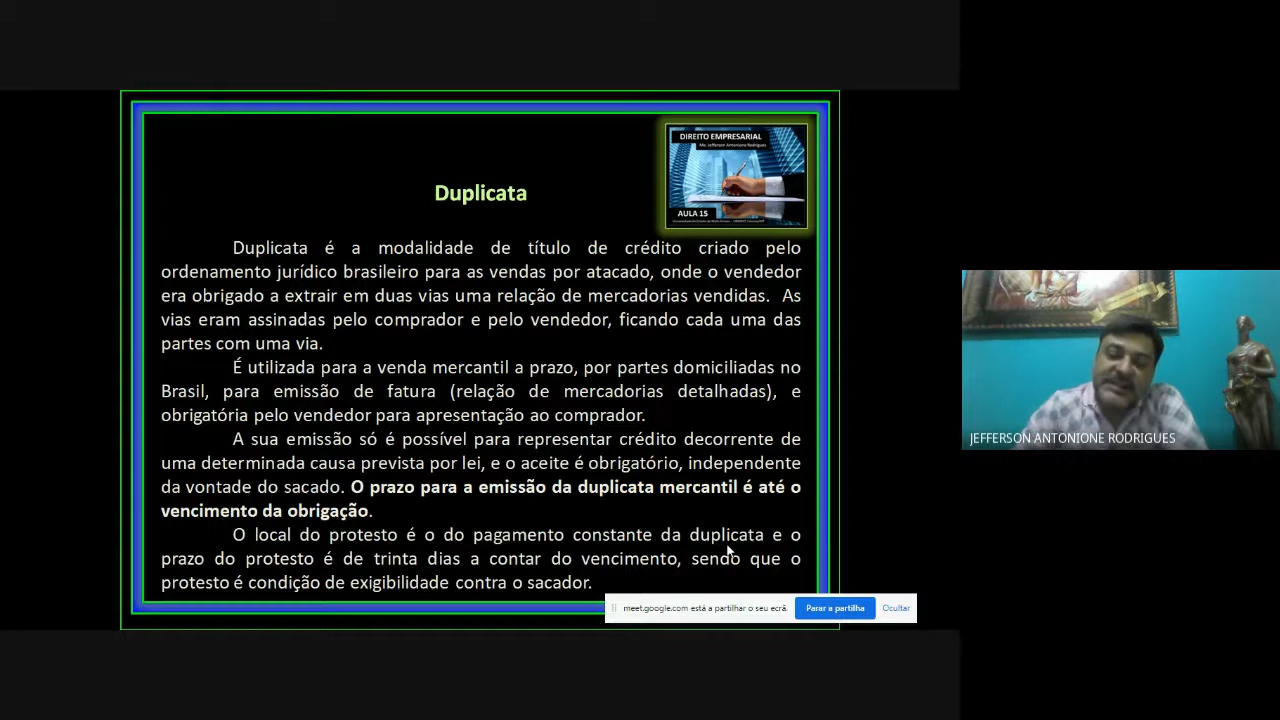 DIREITO EMPRESARIAL
Me. Jefferson Antonione Rodrigues
AULA 15
Duplicata
Duplicata é a modalidade de título de crédito criado pelo
ordenamento jurídico brasileiro para as vendas por atacado, onde o vendedor
era obrigado a extrair em duas vias uma relação de mercadorias vendidas. As
vias eram assinadas pelo comprador e pelo vendedor, ficando cada uma das
partes com uma via.
É utilizada para a venda mercantil a prazo, por partes domiciliadas no
Brasil, para emissão de fatura (relação de mercadorias detalhadas), e
obrigatória pelo vendedor para apresentação ao comprador.
A sua emissão só é possível para representar crédito decorrente de
uma determinada causa prevista por lei, e o aceite é obrigatório, independente
da vontade do sacado. O prazo para a emissão da duplicata mercantil é até o
vencimento da obrigação.
O local do protesto é o do pagamento constante da duplicata e o
prazo do protesto é de trinta dias a contar do vencimento, sendo que o
protesto é condição de exigibilidade contra o sacador.
meet.google.com está a partilhar o seu ecrã.
Parar a partilha
Ocultar
JEFFERSON ANTONIONE RODRIGUES